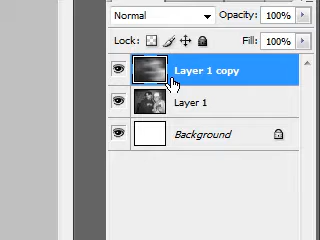 Normal Opacity: 100%
Lock: Fill: 100%
Layer 1 copy
Layer 1
Background